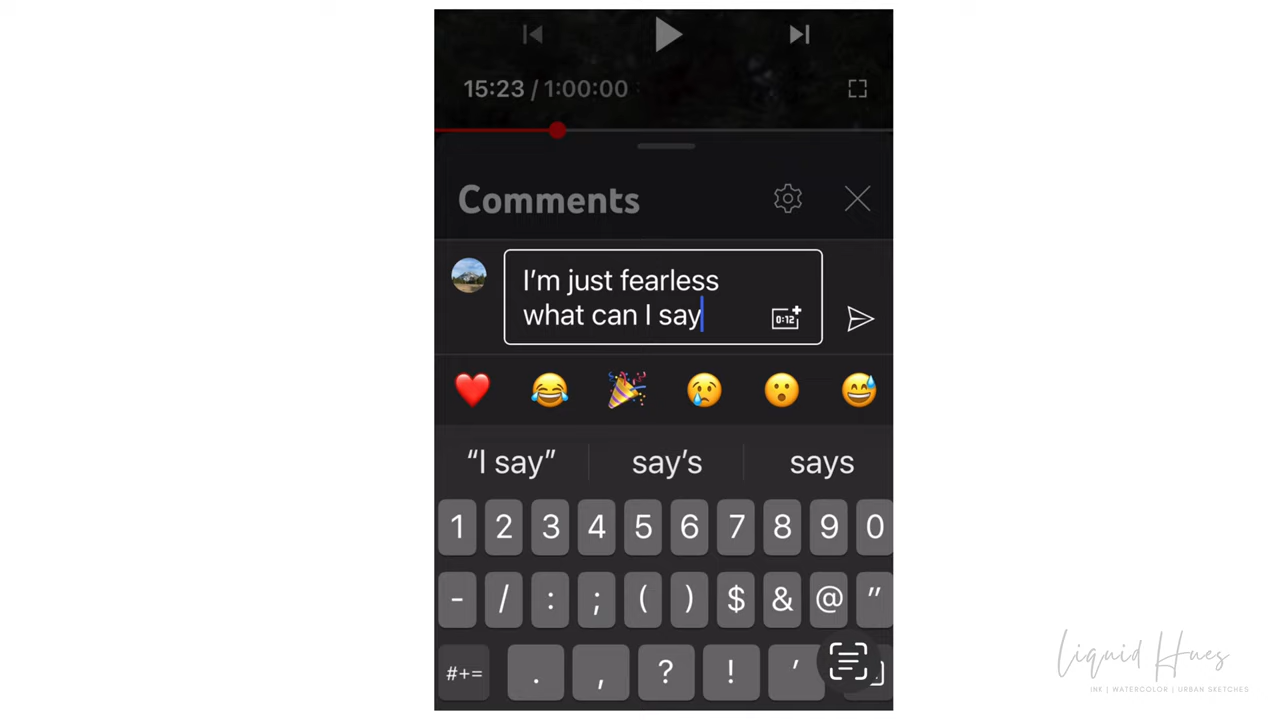 15:23 / 1:00:00
Comments
I’m just fearless
what can I say
0:12
“I say” say’s says
1 2 3 4 5 6 7 8 9 0
- / : ; ( ) $ & @ ”
#+= . , ? ! ’
Liquid Hues
INK | WATERCOLOR | URBAN SKETCHES